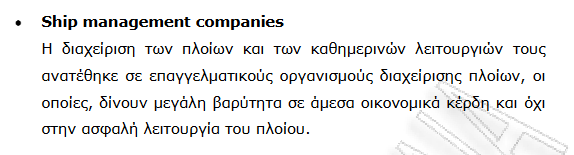 • Ship management companies
Η διαχείριση των πλοίων και των καθημερινών λειτουργιών τους
ανατέθηκε σε επαγγελματικούς οργανισμούς διαχείρισης πλοίων, οι
οποίες, δίνουν μεγάλη βαρύτητα σε άμεσα οικονομικά κέρδη και όχι
στην ασφαλή λειτουργία του πλοίου.